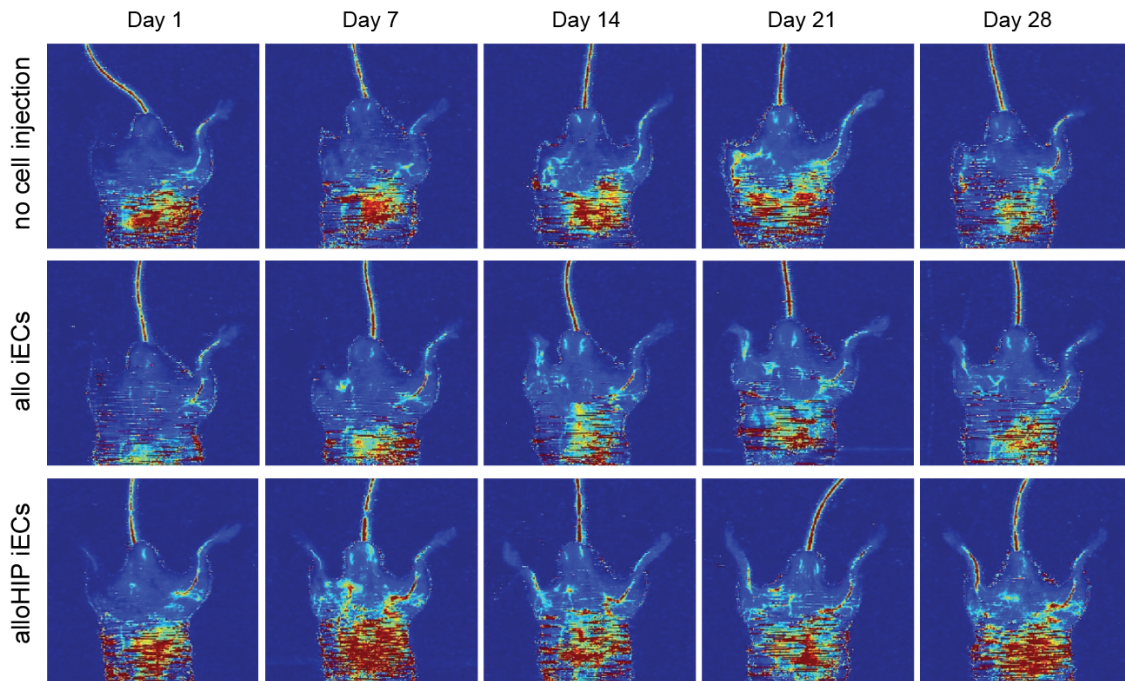 Day 1
Day 7
Day 14
Day 21
Day 28
no cell injection
allo iECs
alloHIP iECs